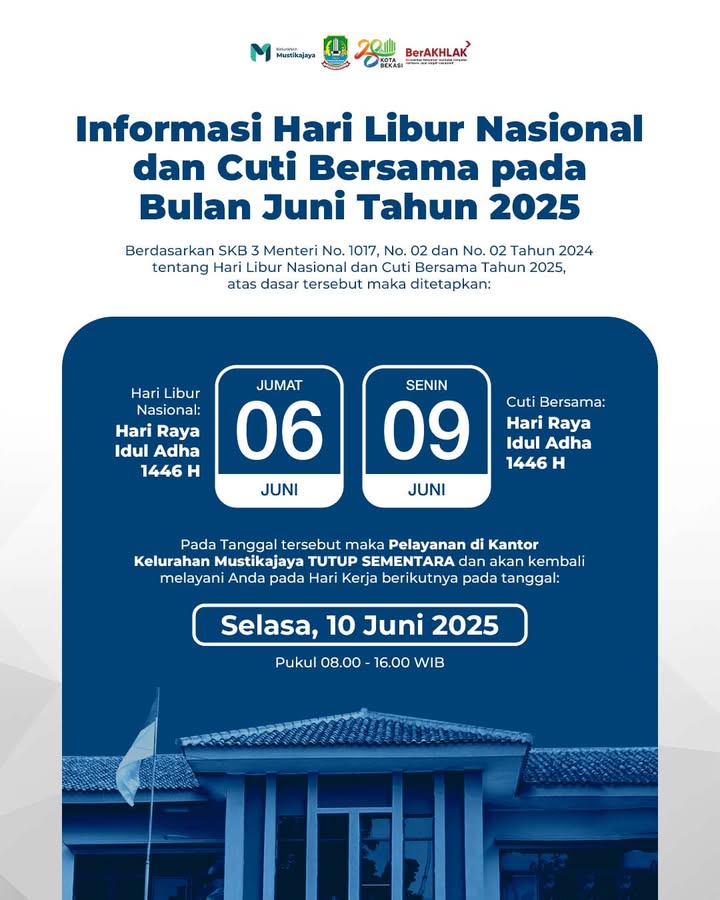 Kelurahan
Mustikajaya
28
KOTA
BEKASI
BerAKHLAK
Informasi Hari Libur Nasional
dan Cuti Bersama pada
Bulan Juni Tahun 2025
Berdasarkan SKB 3 Menteri No. 1017, No. 02 dan No. 02 Tahun 2024
tentang Hari Libur Nasional dan Cuti Bersama Tahun 2025,
atas dasar tersebut maka ditetapkan:
Hari Libur
Nasional:
Hari Raya
Idul Adha
1446 H
JUMAT
06
JUNI
SENIN
09
JUNI
Cuti Bersama:
Hari Raya
Idul Adha
1446 H
Pada Tanggal tersebut maka Pelayanan di Kantor
Kelurahan Mustikajaya TUTUP SEMENTARA dan akan kembali
melayani Anda pada Hari Kerja berikutnya pada tanggal:
Selasa, 10 Juni 2025
Pukul 08.00 - 16.00 WIB